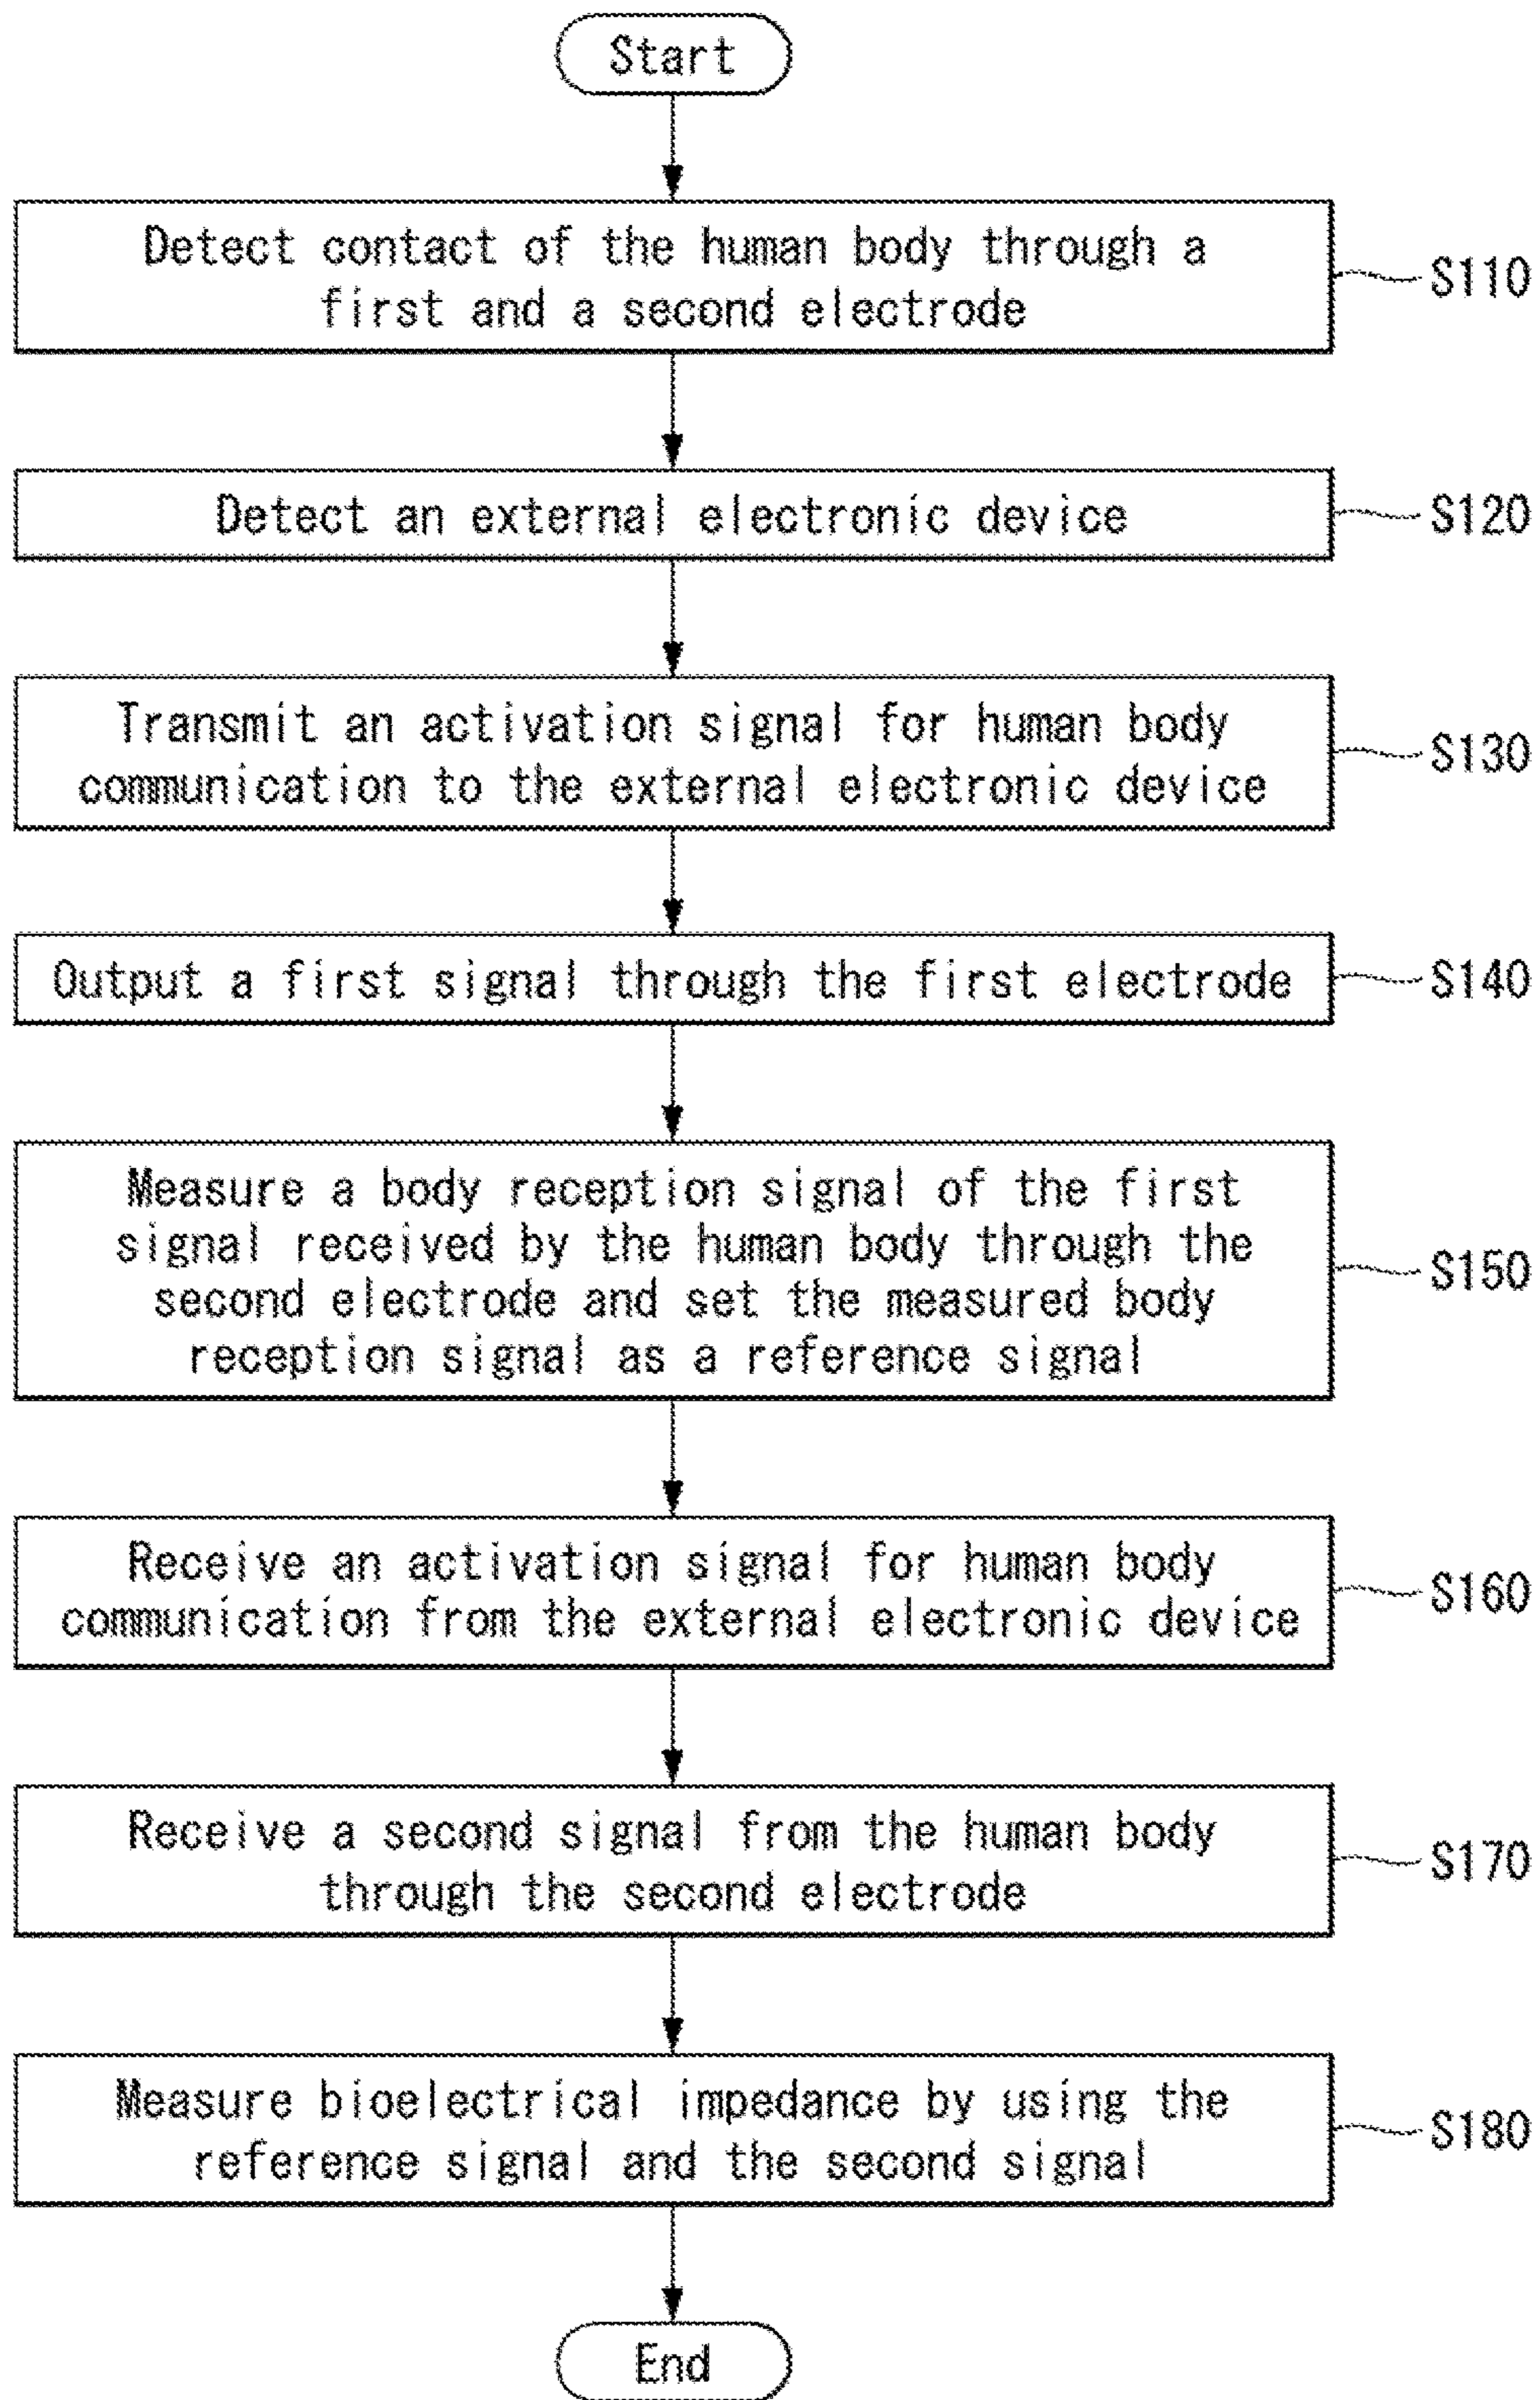 Start
Detect contact of the human body through a
first and a second electrode
S110
Detect an external electronic device
S120
Transmit an activation signal for human body
communication to the external electronic device
S130
Output a first signal through the first electrode
S140
Measure a body reception signal of the first
signal received by the human body through the
second electrode and set the measured body
reception signal as a reference signal
S150
Receive an activation signal for human body
communication from the external electronic device
S160
Receive a second signal from the human body
through the second electrode
S170
Measure bioelectrical impedance by using the
reference signal and the second signal
S180
End